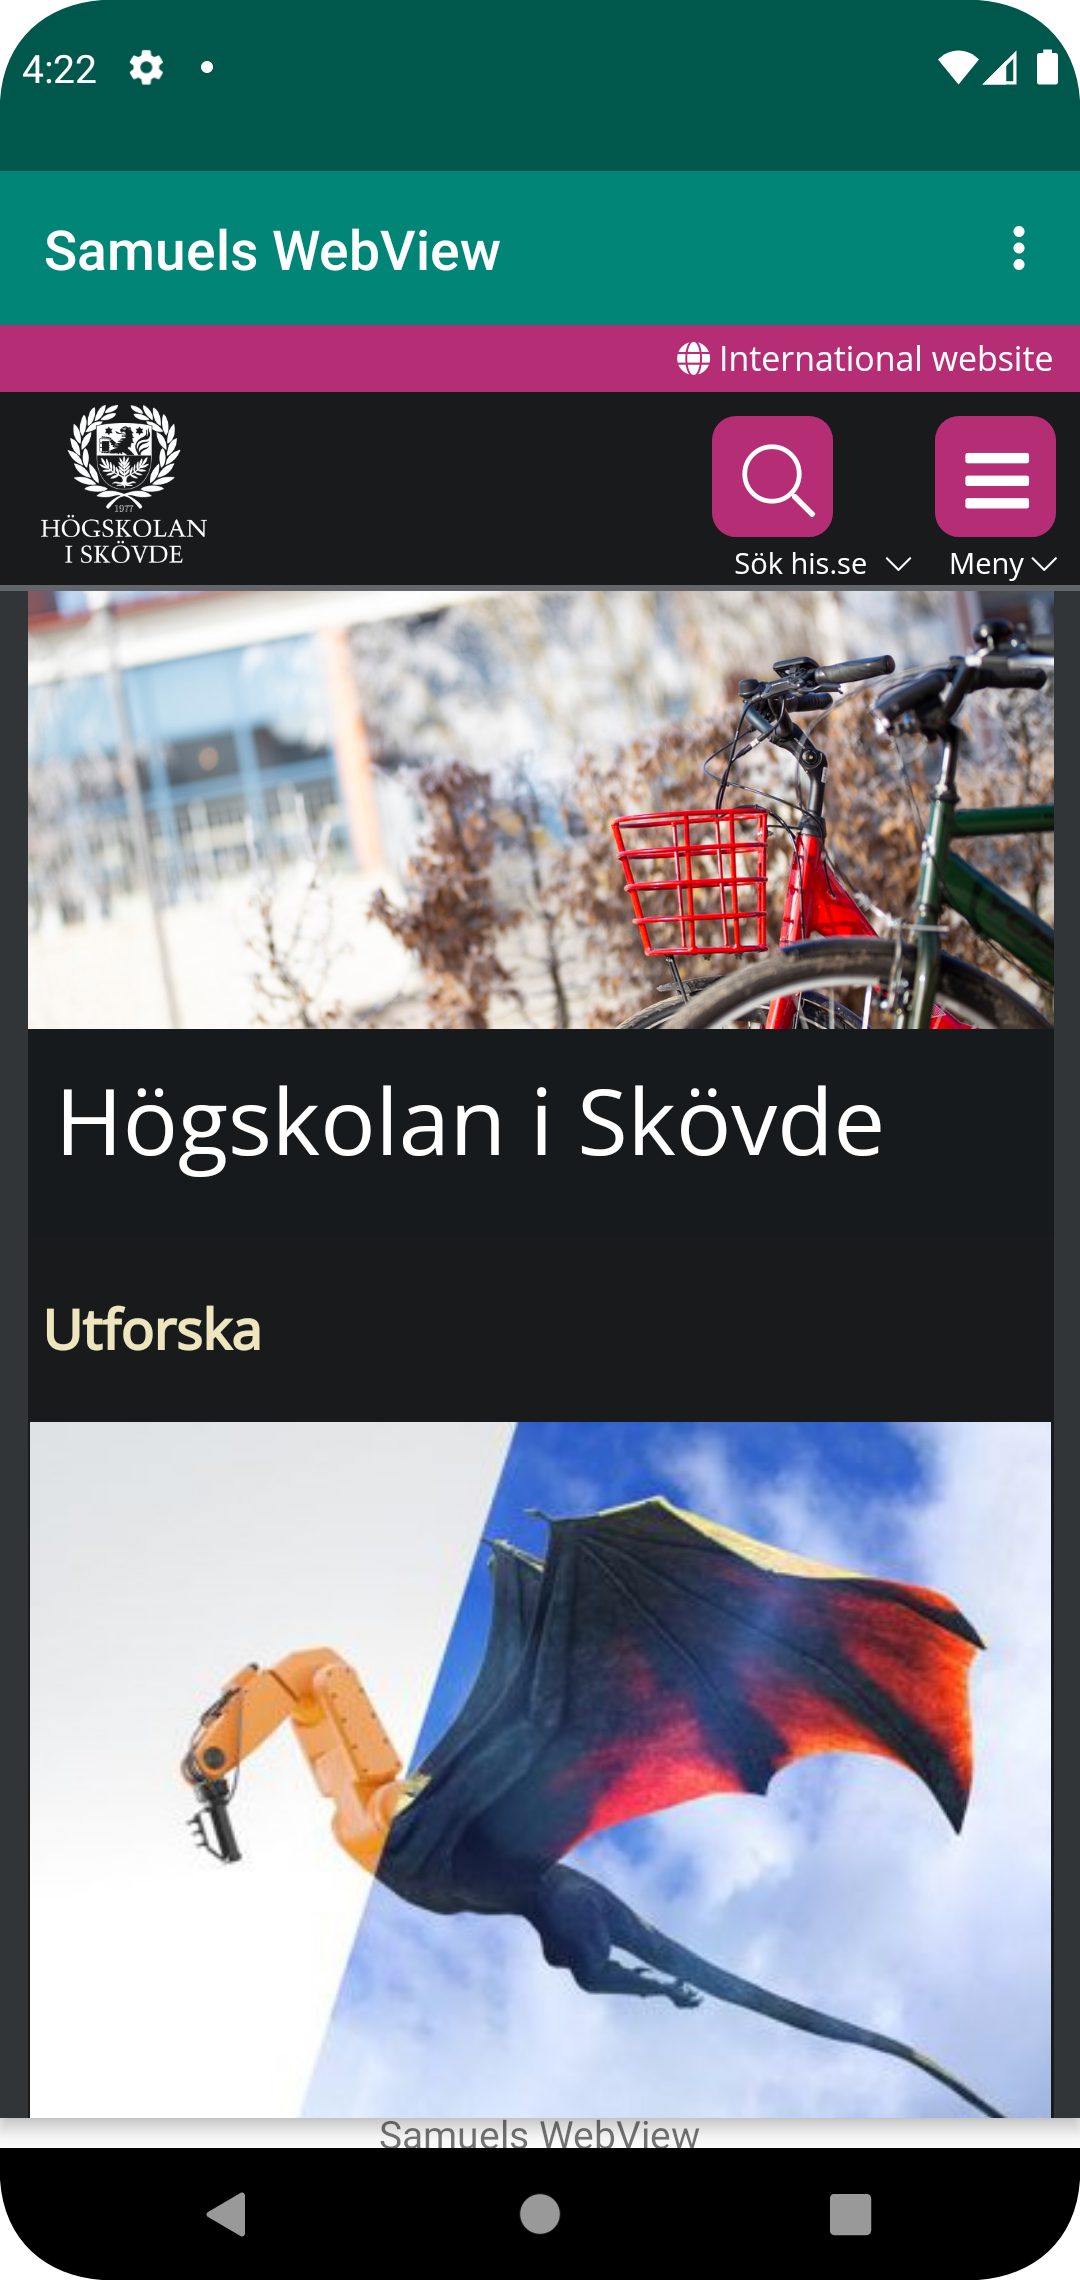 4:22
Samuels WebView
International website
1977
HÖGSKOLAN
I SKÖVDE
Sök his.se
Meny
Högskolan i Skövde
Utforska
Samuels WebView